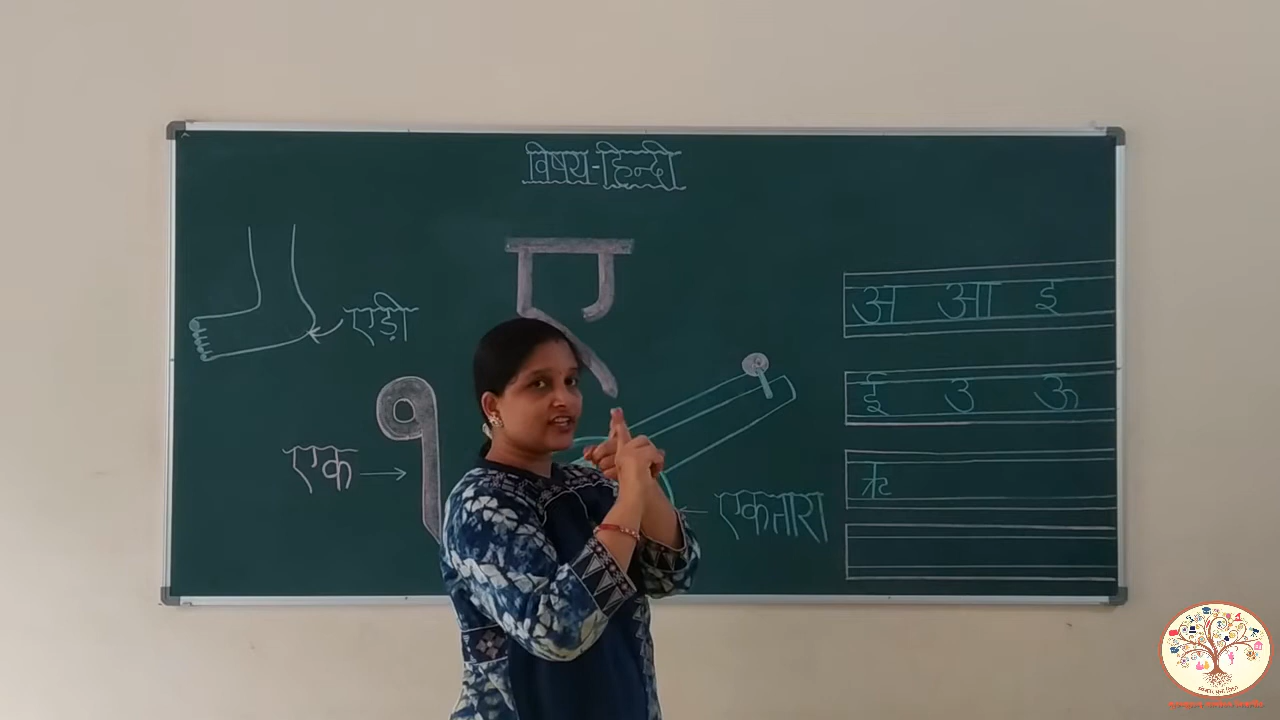 विषय-हिन्दी
ए
एड़ी
१
एक
एकतारा
अ आ इ
ई उ ऊ
ऋ